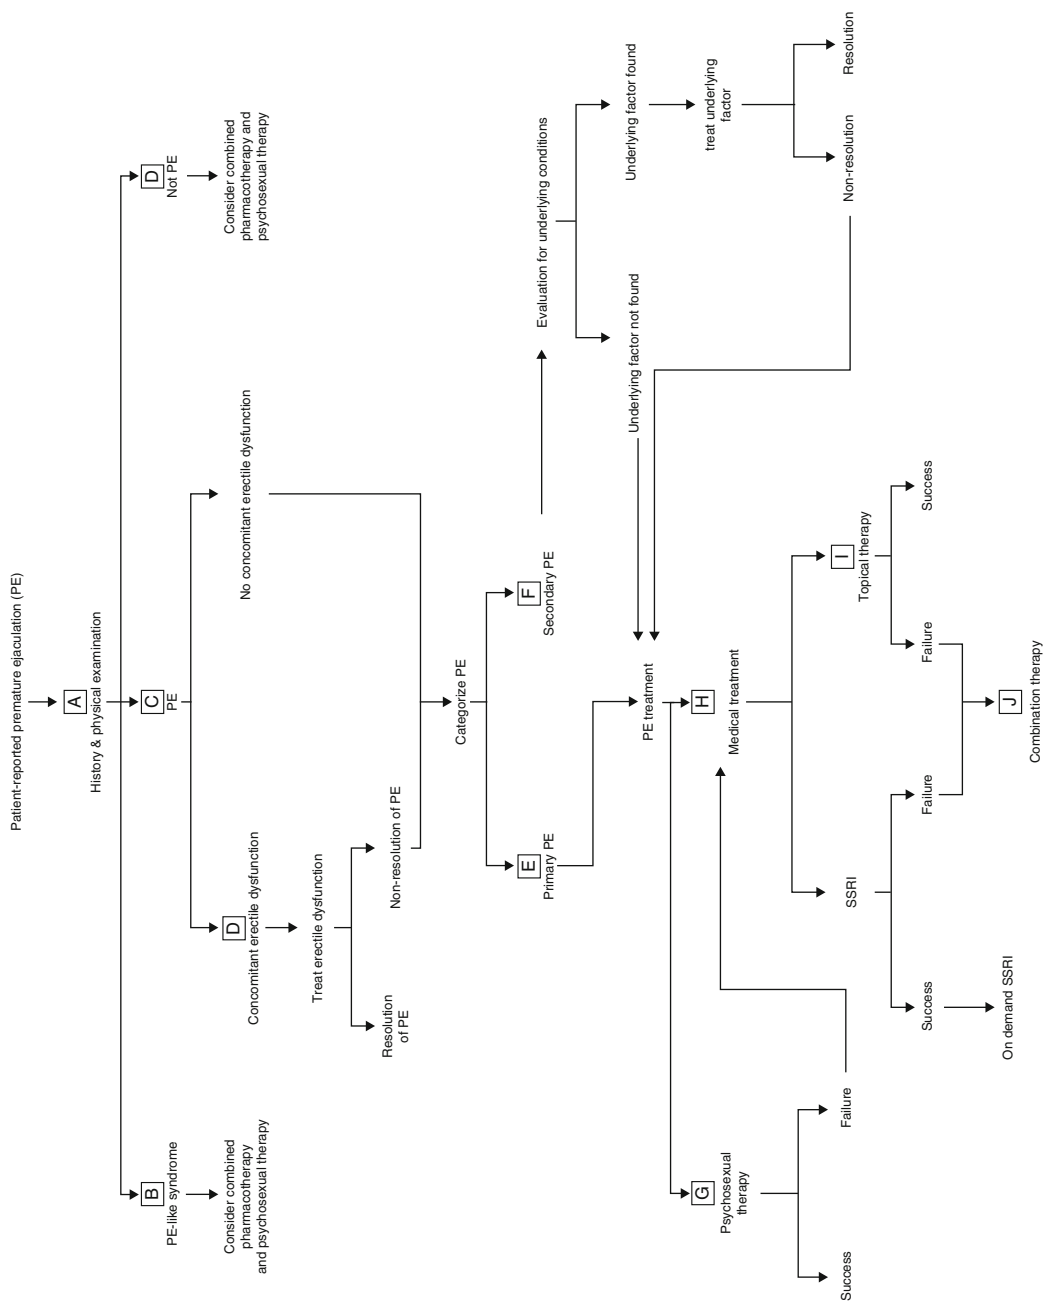 Patient-reported premature ejaculation (PE)
A
History & physical examination
B
PE-like syndrome
Consider combined
pharmacotherapy
and psychosexual therapy
C
PE
D
Not PE
Consider combined
pharmacotherapy and
psychosexual therapy
D
Concomitant erectile dysfunction
No concomitant erectile dysfunction
Treat erectile dysfunction
Resolution
of PE
Non-resolution of PE
Categorize PE
E
Primary PE
F
Secondary PE
Evaluation for underlying conditions
Underlying factor not found
Underlying factor found
treat underlying
factor
Non-resolution
Resolution
PE treatment
G
Psychosexual
therapy
H
Medical treatment
Success
Failure
SSRI
I
Topical therapy
Success
Failure
Failure
Success
On demand SSRI
J
Combination therapy